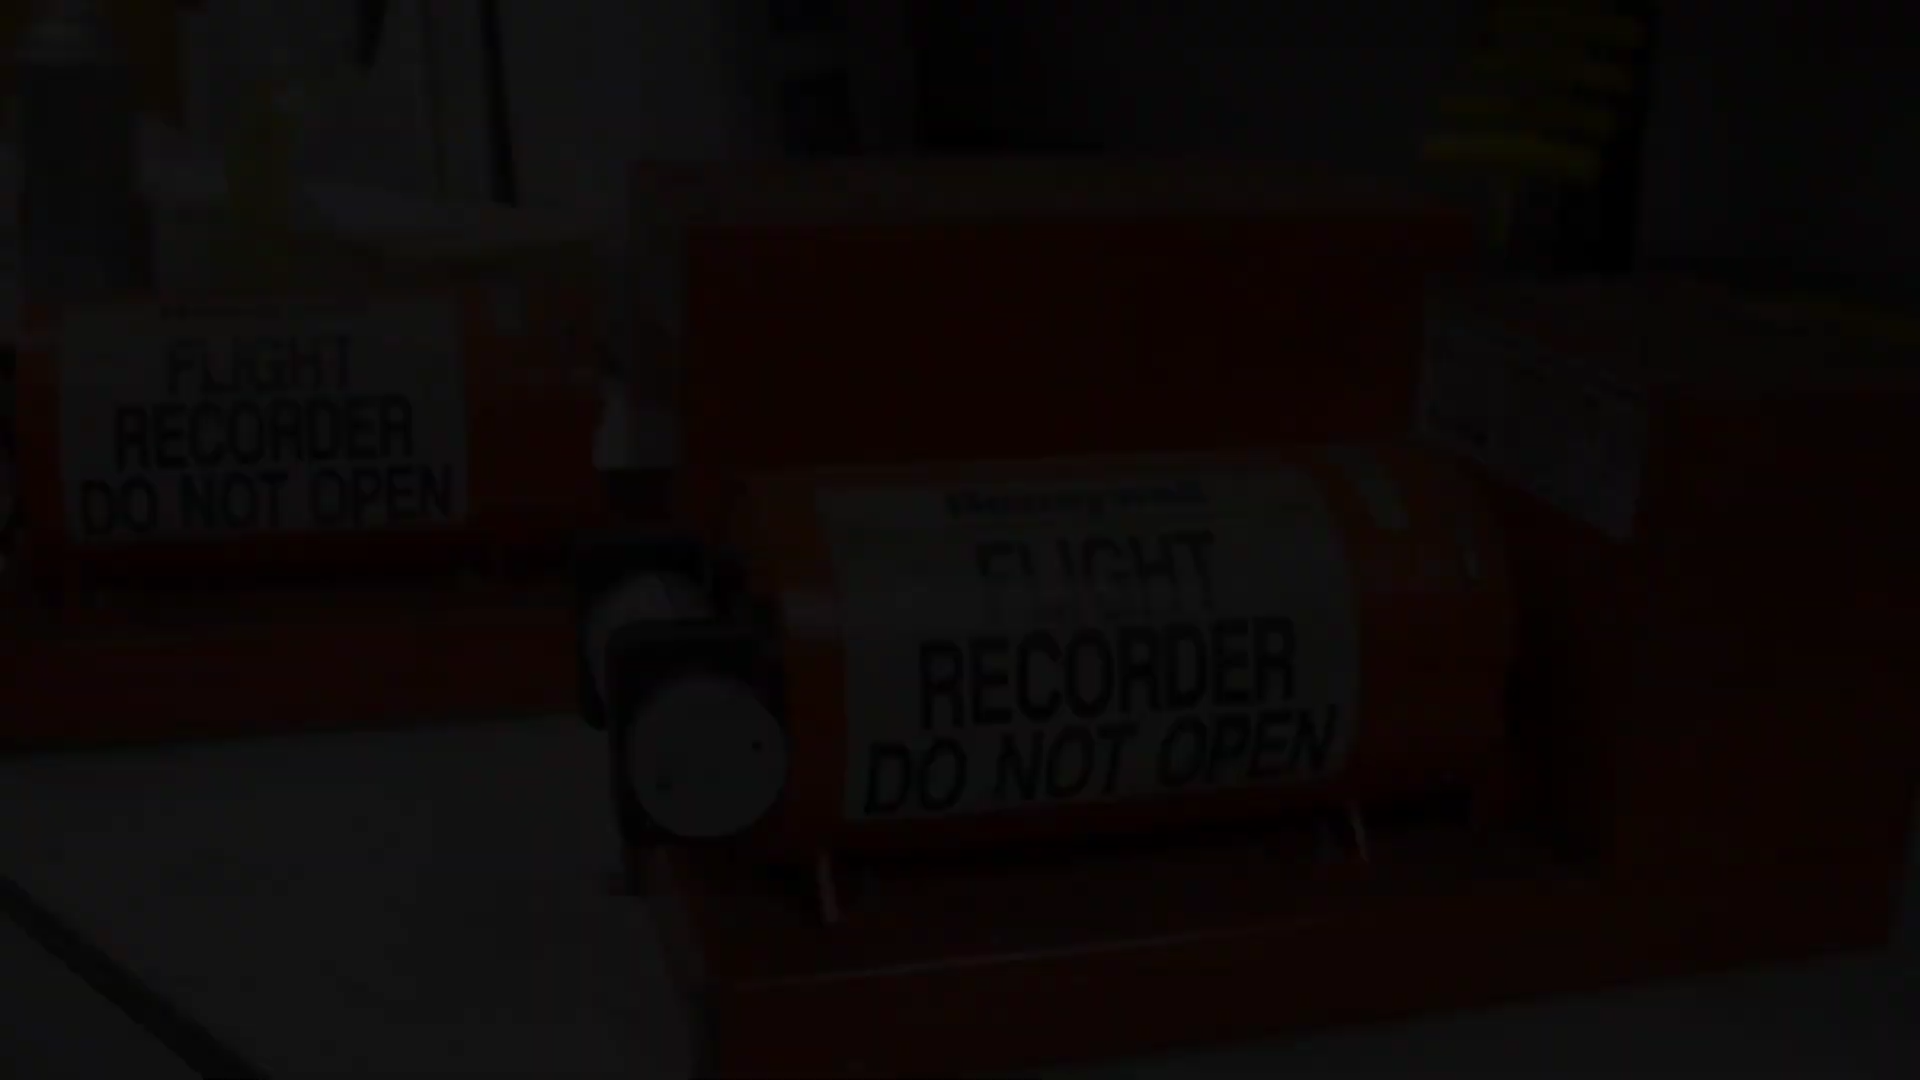 FLIGHT
RECORDER
DO NOT OPEN
FLIGHT
RECORDER
DO NOT OPEN